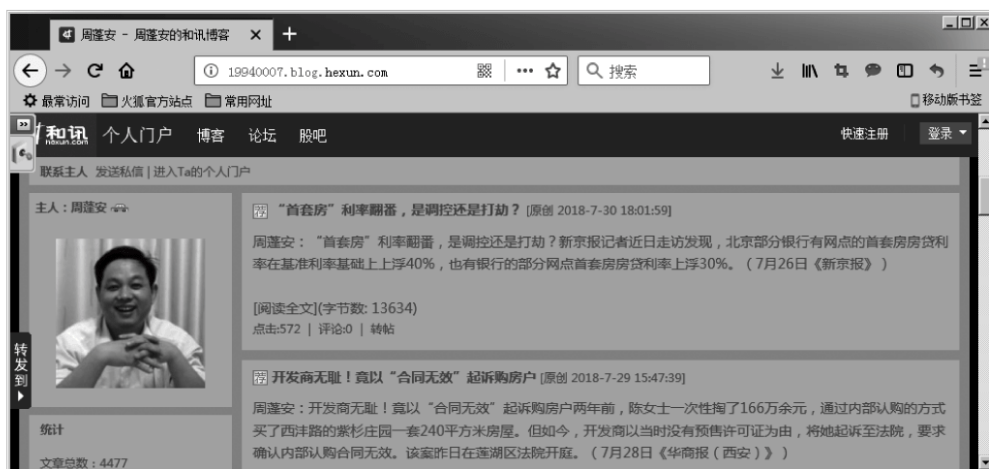 周蓬安 - 周蓬安的和讯博客
19940007.blog.hexun.com
搜索
最常访问 火狐官方站点 常用网址 移动版书签
和讯 hexun.com 个人门户 博客 论坛 股吧 快速注册 登录
联系主人 发送私信 | 进入Ta的个人门户
主人：周蓬安
荐 “首套房”利率翻番，是调控还是打劫？ [原创 2018-7-30 18:01:59]
周蓬安：“首套房”利率翻番，是调控还是打劫？新京报记者近日走访发现，北京部分银行有网点的首套房房贷利
率在基准利率基础上上浮40%，也有银行的部分网点首套房房贷利率上浮30%。（7月26日《新京报》）
[阅读全文](字节数: 13634)
点击:572 | 评论:0 | 转帖
转发到
荐 开发商无耻！竟以“合同无效”起诉购房户 [原创 2018-7-29 15:47:39]
周蓬安：开发商无耻！竟以“合同无效”起诉购房户两年前，陈女士一次性掏了166万余元，通过内部认购的方式
买了西沣路的紫杉庄园一套240平方米房屋。但如今，开发商以当时没有预售许可证为由，将她起诉至法院，要求
确认内部认购合同无效。该案昨日在莲湖区法院开庭。（7月28日《华商报（西安）》）
统计
文章总数：4477